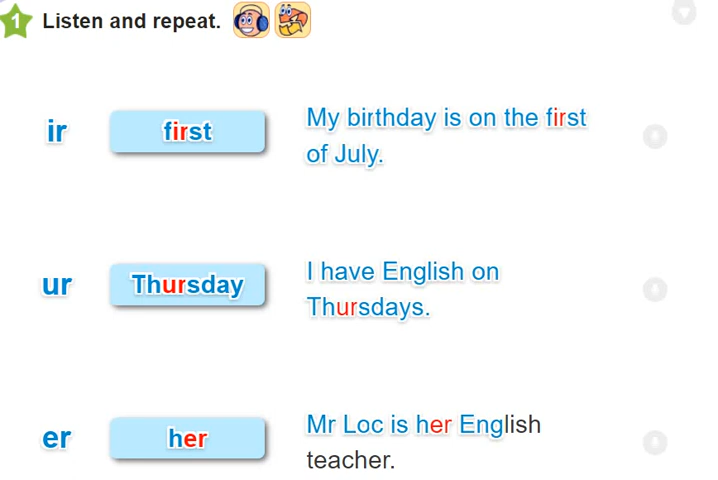 1 Listen and repeat.
ir first My birthday is on the first
of July.
ur Thursday I have English on
Thursdays.
er her Mr Loc is her English
teacher.